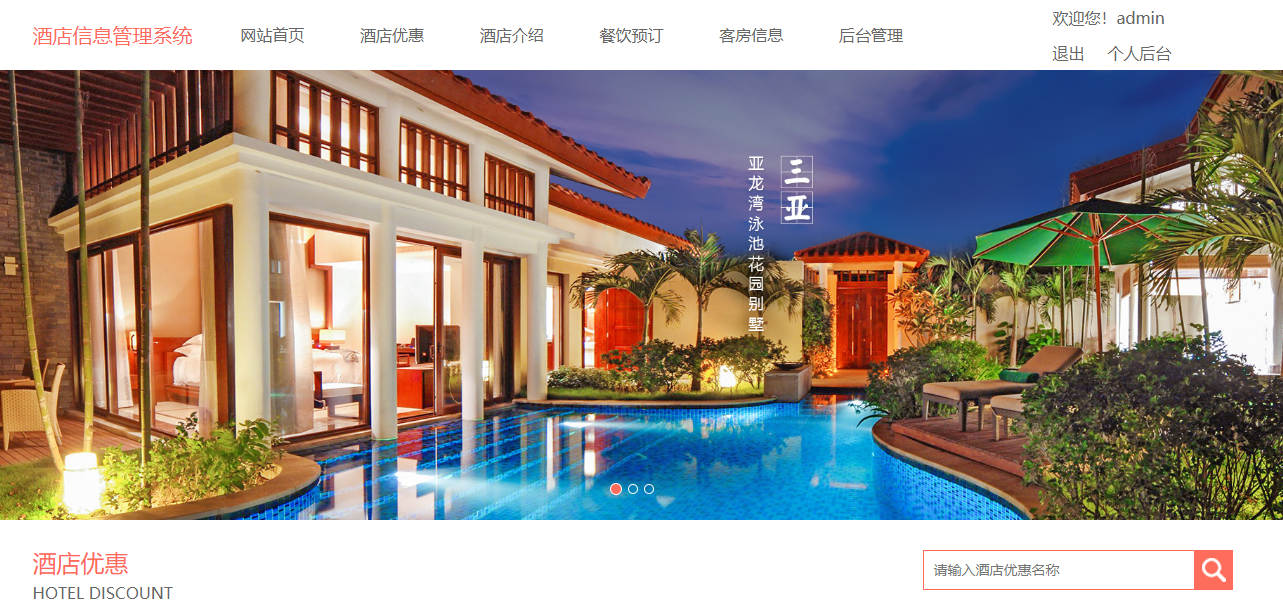 酒店信息管理系统
网站首页
酒店优惠
酒店介绍
餐饮预订
客房信息
后台管理
欢迎您！admin
退出 个人后台
三亚
亚龙湾泳池花园别墅
酒店优惠
HOTEL DISCOUNT
请输入酒店优惠名称